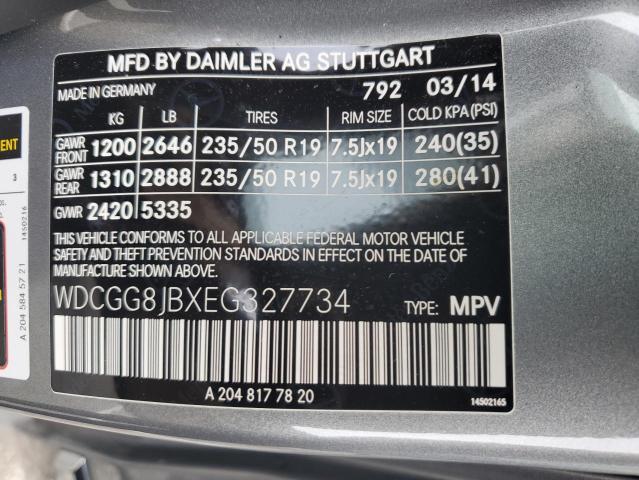 MFD BY DAIMLER AG STUTTGART
MADE IN GERMANY 792 03/14
KG LB TIRES RIM SIZE COLD KPA(PSI)
GAWR FRONT 1200 2646 235/50 R19 7.5Jx19 240(35)
GAWR REAR 1310 2888 235/50 R19 7.5Jx19 280(41)
GVWR 2420 5335
THIS VEHICLE CONFORMS TO ALL APPLICABLE FEDERAL MOTOR VEHICLE
SAFETY AND THEFT PREVENTION STANDARDS IN EFFECT ON THE DATE OF
MANUFACTURE SHOWN ABOVE.
WDCGG8JBXEG327734 TYPE: MPV
A 204 817 78 20
14502165
3
1450216
A 204 584 57 21